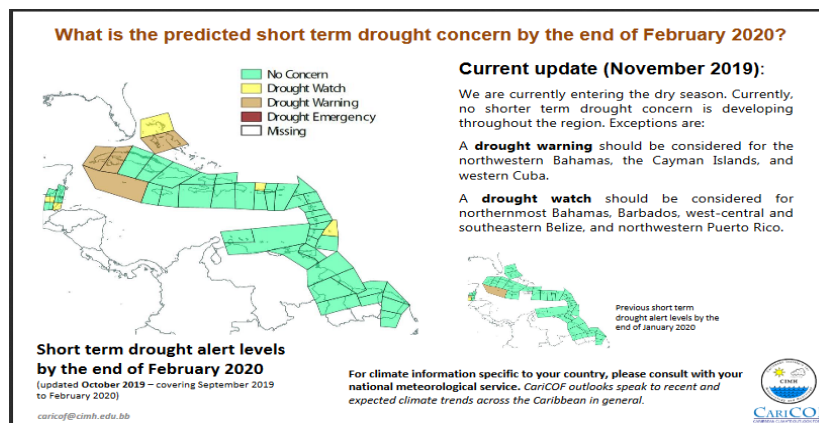 What is the predicted short term drought concern by the end of February 2020?
No Concern
Drought Watch
Drought Warning
Drought Emergency
Missing
Current update (November 2019):
We are currently entering the dry season. Currently,
no shorter term drought concern is developing
throughout the region. Exceptions are:
A drought warning should be considered for the
northwestern Bahamas, the Cayman Islands, and
western Cuba.
A drought watch should be considered for
northernmost Bahamas, Barbados, west-central and
southeastern Belize, and northwestern Puerto Rico.
Previous short term
drought alert levels by the
end of January 2020
Short term drought alert levels
by the end of February 2020
(updated October 2019 – covering September 2019
to February 2020)
caricof@cimh.edu.bb
For climate information specific to your country, please consult with your
national meteorological service. CariCOF outlooks speak to recent and
expected climate trends across the Caribbean in general.
CIMH
CARICO